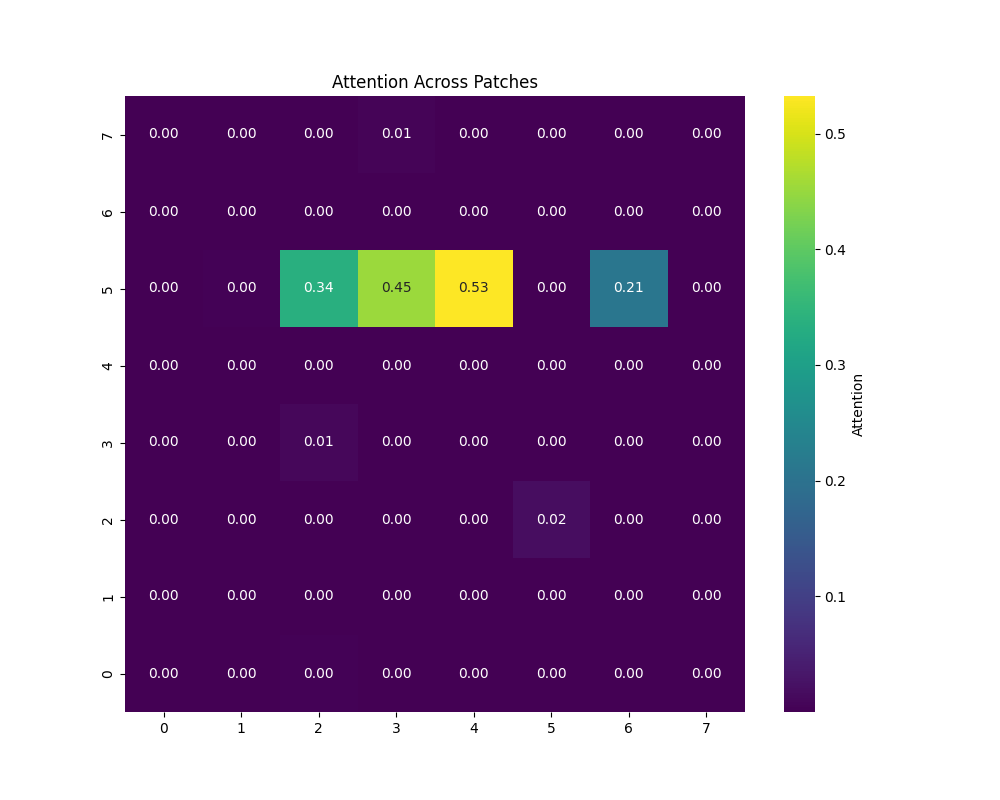 Attention Across Patches
7 0.00 0.00 0.00 0.01 0.00 0.00 0.00 0.00
6 0.00 0.00 0.00 0.00 0.00 0.00 0.00 0.00
5 0.00 0.00 0.34 0.45 0.53 0.00 0.21 0.00
4 0.00 0.00 0.00 0.00 0.00 0.00 0.00 0.00
3 0.00 0.00 0.01 0.00 0.00 0.00 0.00 0.00
2 0.00 0.00 0.00 0.00 0.00 0.02 0.00 0.00
1 0.00 0.00 0.00 0.00 0.00 0.00 0.00 0.00
0 0.00 0.00 0.00 0.00 0.00 0.00 0.00 0.00
0 1 2 3 4 5 6 7
0.5
0.4
0.3
0.2
0.1
Attention